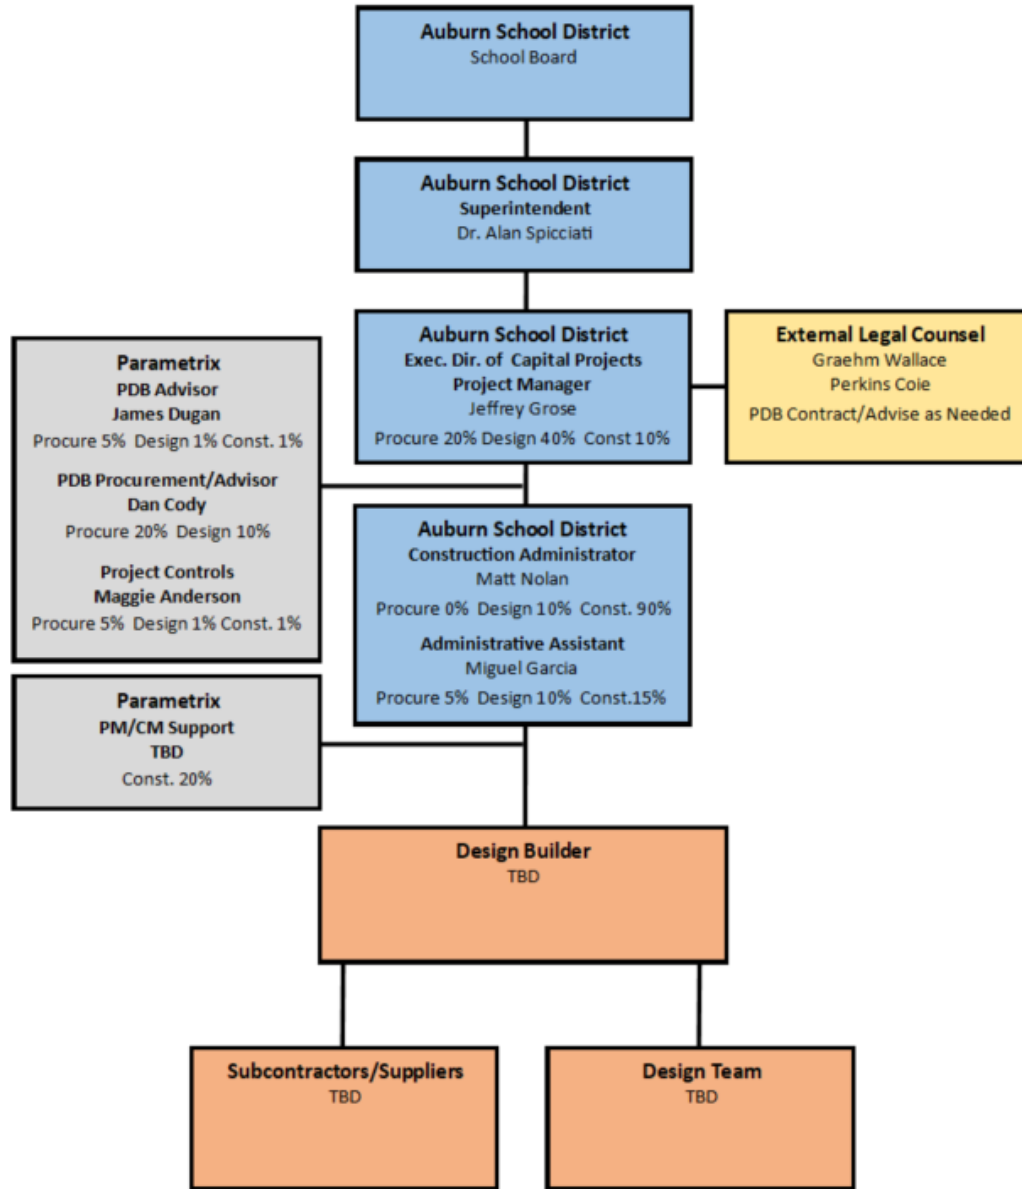 Auburn School District
School Board
Auburn School District
Superintendent
Dr. Alan Spicciati
Auburn School District
Exec. Dir. of Capital Projects
Project Manager
Jeffrey Grose
Procure 20% Design 40% Const 10%
External Legal Counsel
Graehm Wallace
Perkins Coie
PDB Contract/Advise as Needed
Parametrix
PDB Advisor
James Dugan
Procure 5% Design 1% Const. 1%
PDB Procurement/Advisor
Dan Cody
Procure 20% Design 10%
Project Controls
Maggie Anderson
Procure 5% Design 1% Const. 1%
Auburn School District
Construction Administrator
Matt Nolan
Procure 0% Design 10% Const. 90%
Administrative Assistant
Miguel Garcia
Procure 5% Design 10% Const.15%
Parametrix
PM/CM Support
TBD
Const. 20%
Design Builder
TBD
Subcontractors/Suppliers
TBD
Design Team
TBD